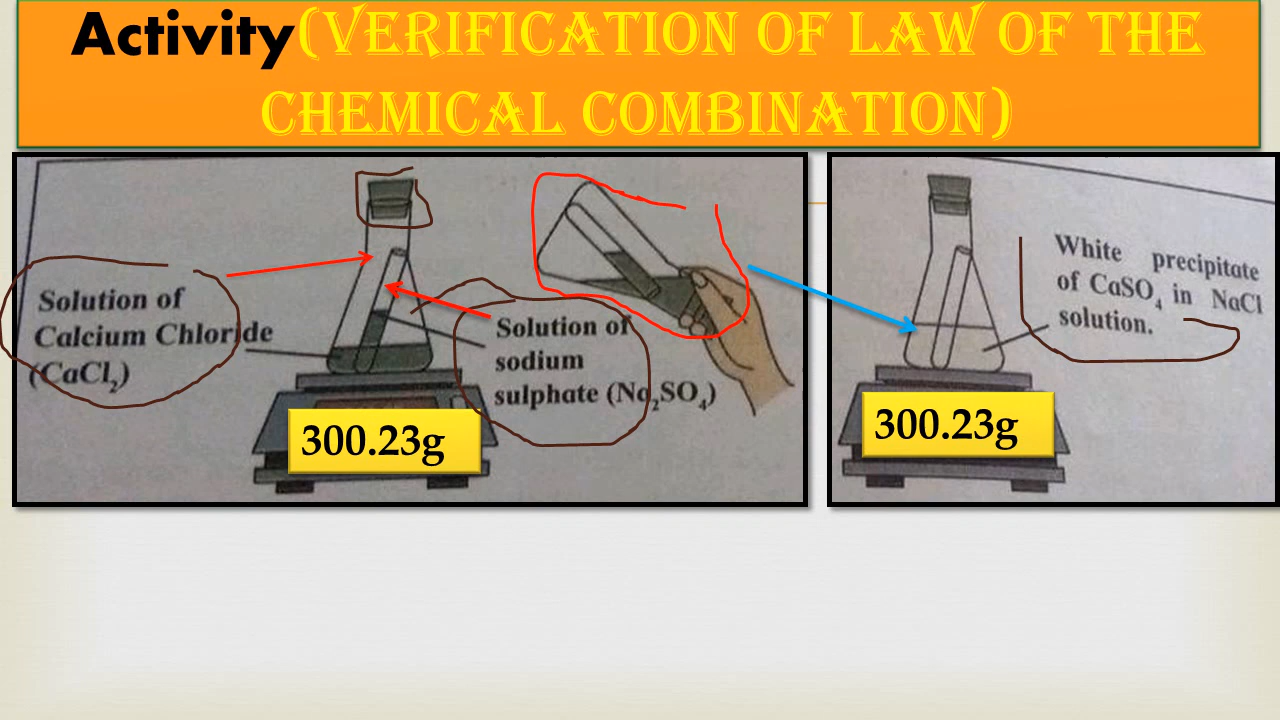 Activity(VERIFICATION OF LAW OF THE
CHEMICAL COMBINATION)
Solution of
Calcium Chloride
(CaCl₂)
300.23g
Solution of
sodium
sulphate (Na₂SO₄)
White precipitate
of CaSO₄ in NaCl
solution.
300.23g